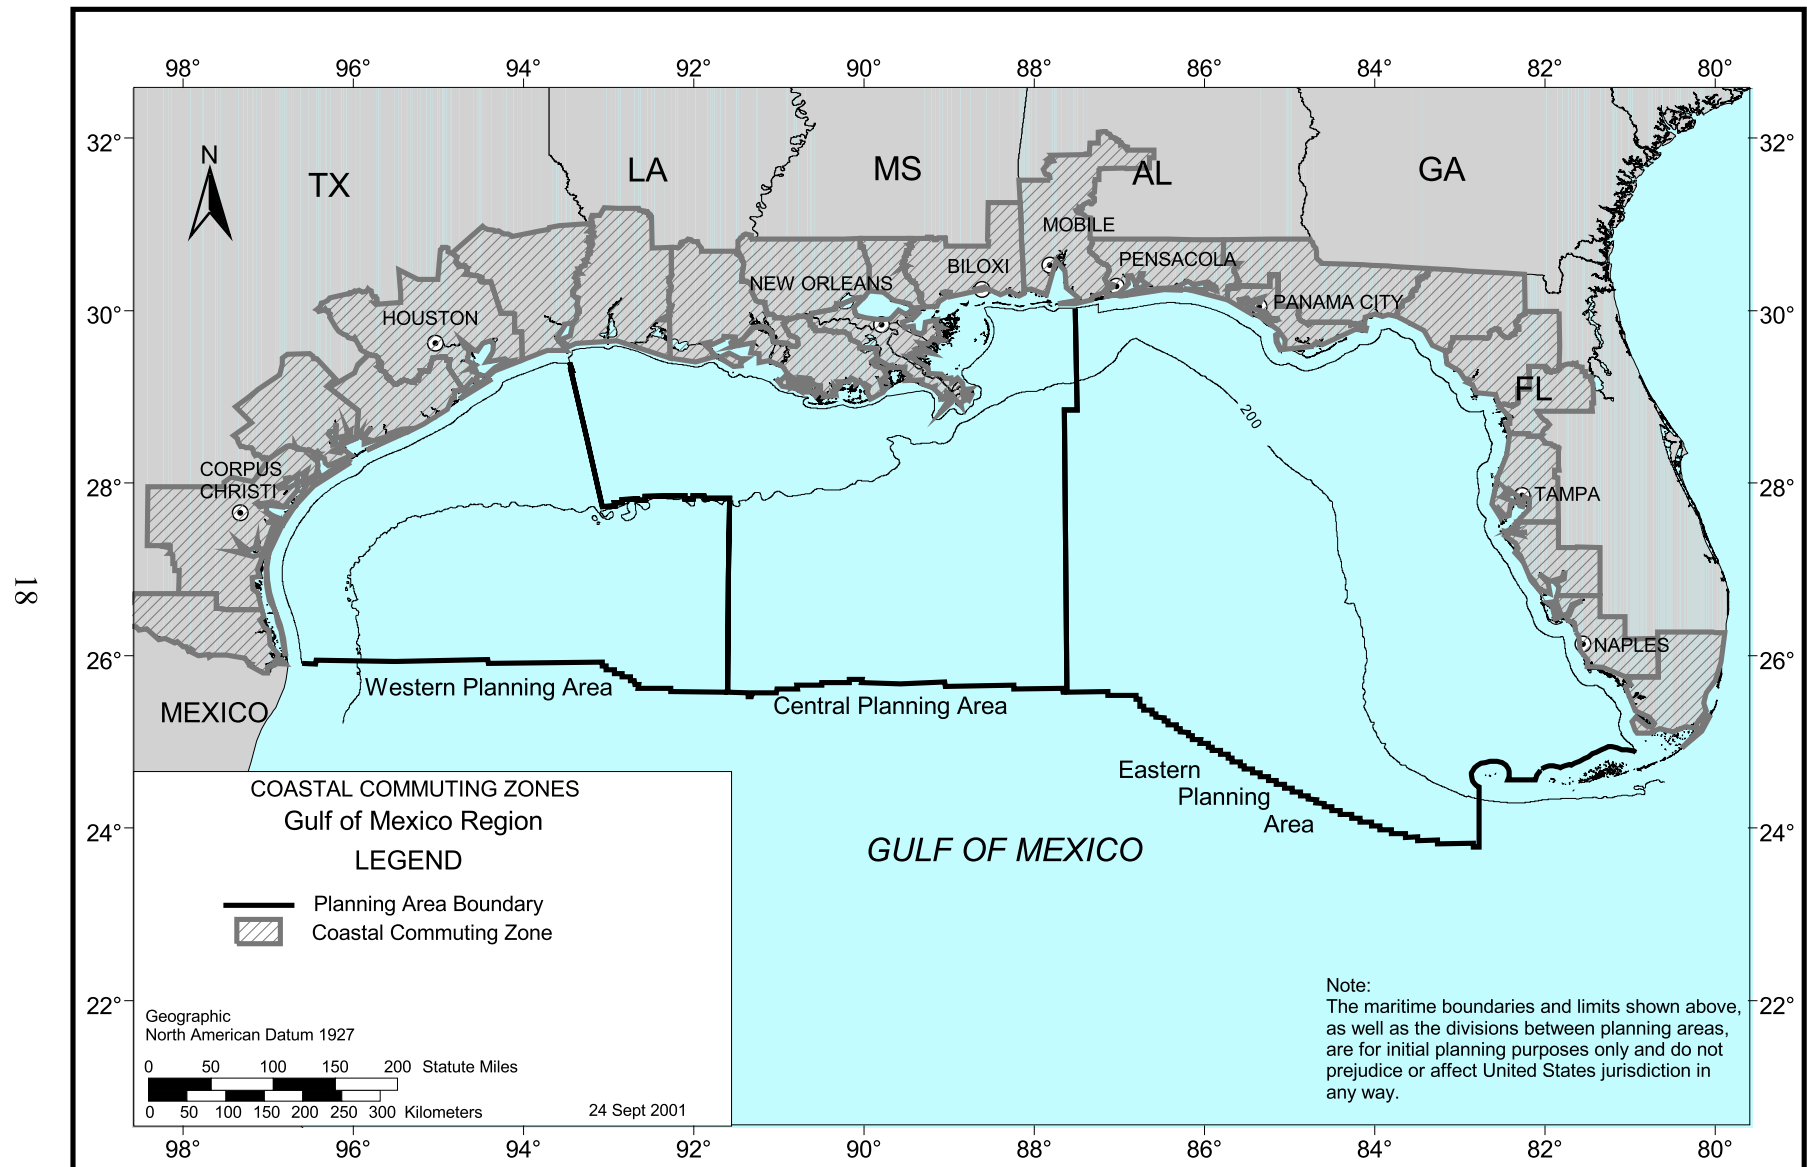 98° 96° 94° 92° 90° 88° 86° 84° 82° 80°
32° 32°
N
TX LA MS AL GA
MOBILE
NEW ORLEANS BILOXI PENSACOLA
30° HOUSTON PANAMA CITY 30°
FL
200
CORPUS
CHRISTI
28° TAMPA 28°
18
NAPLES
26° 26°
Western Planning Area
Central Planning Area
MEXICO
Eastern
Planning
Area
24° 24°
GULF OF MEXICO
COASTAL COMMUTING ZONES
Gulf of Mexico Region
LEGEND
Planning Area Boundary
Coastal Commuting Zone
22° 22°
Geographic
North American Datum 1927
0 50 100 150 200 Statute Miles
0 50 100 150 200 250 300 Kilometers
24 Sept 2001
Note:
The maritime boundaries and limits shown above,
as well as the divisions between planning areas,
are for initial planning purposes only and do not
prejudice or affect United States jurisdiction in
any way.
98° 96° 94° 92° 90° 88° 86° 84° 82° 80°